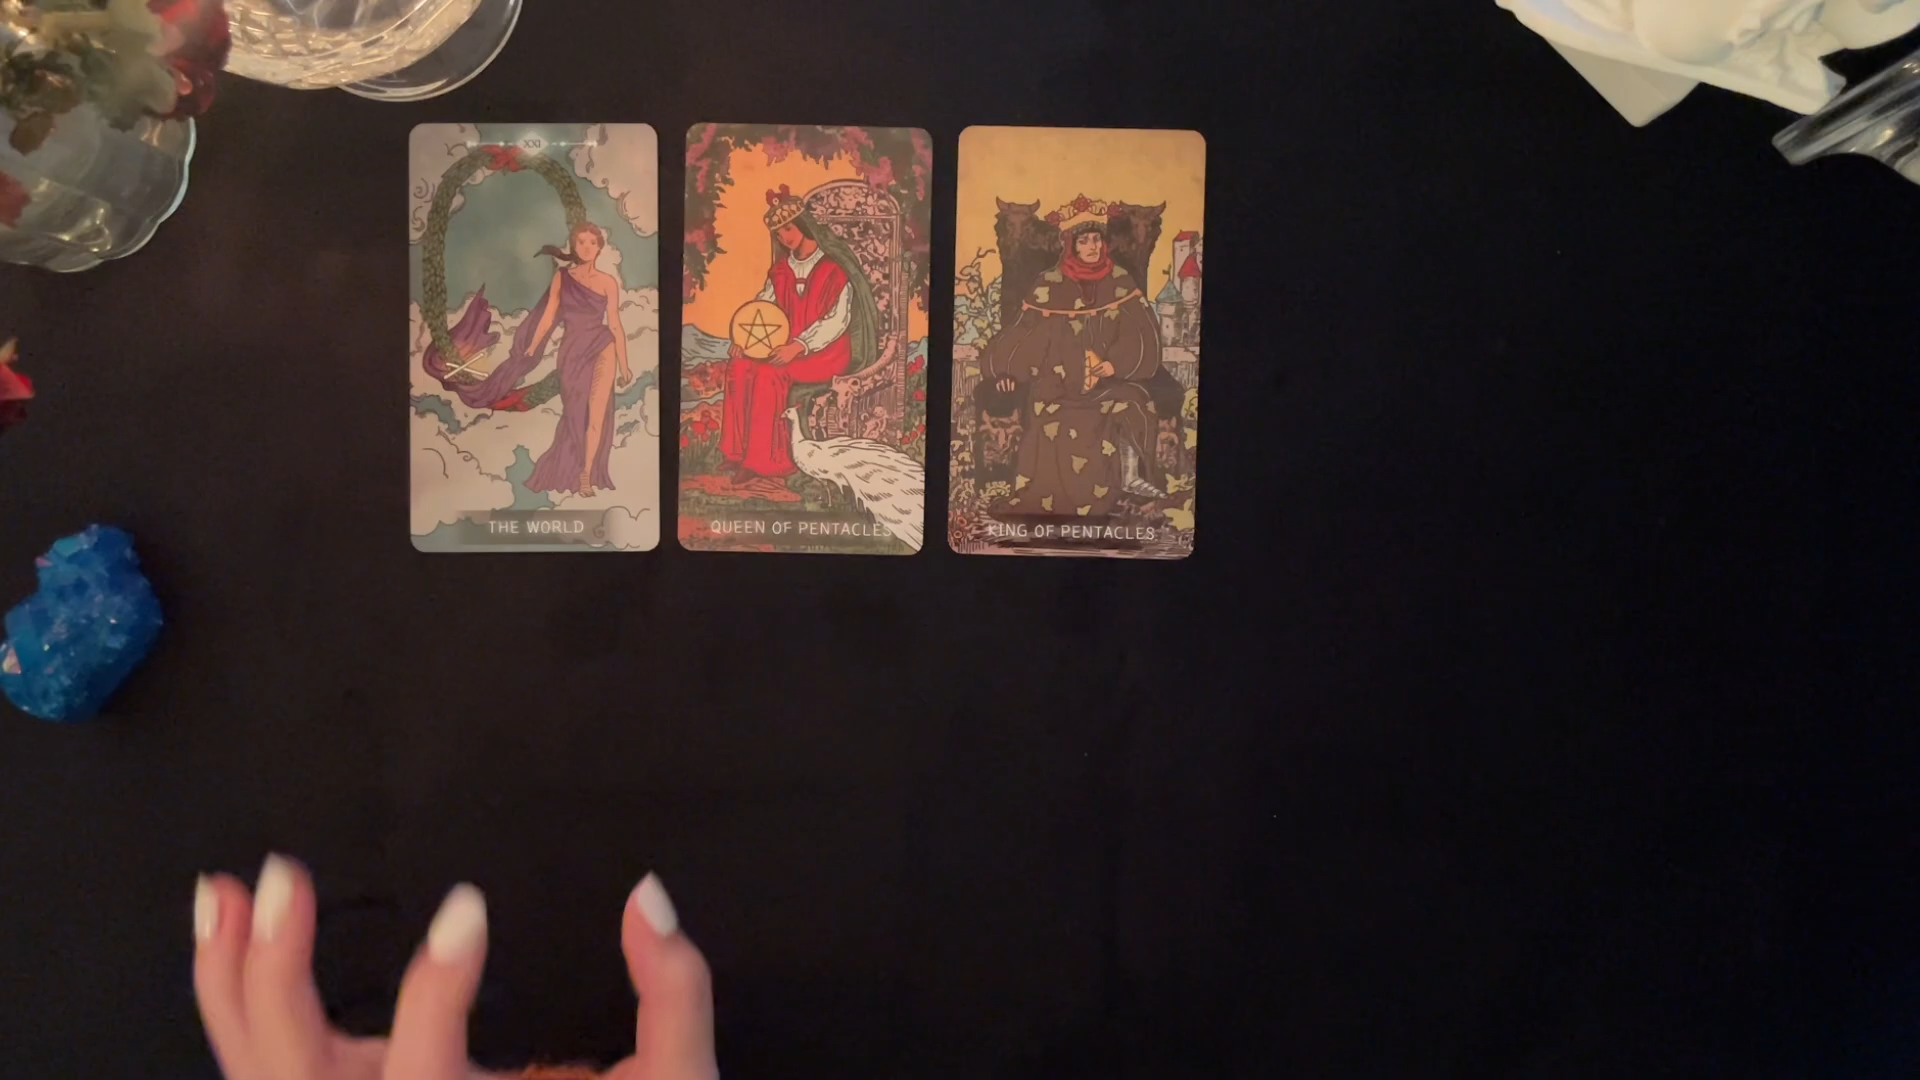 XXI
THE WORLD
QUEEN OF PENTACLES
KING OF PENTACLES